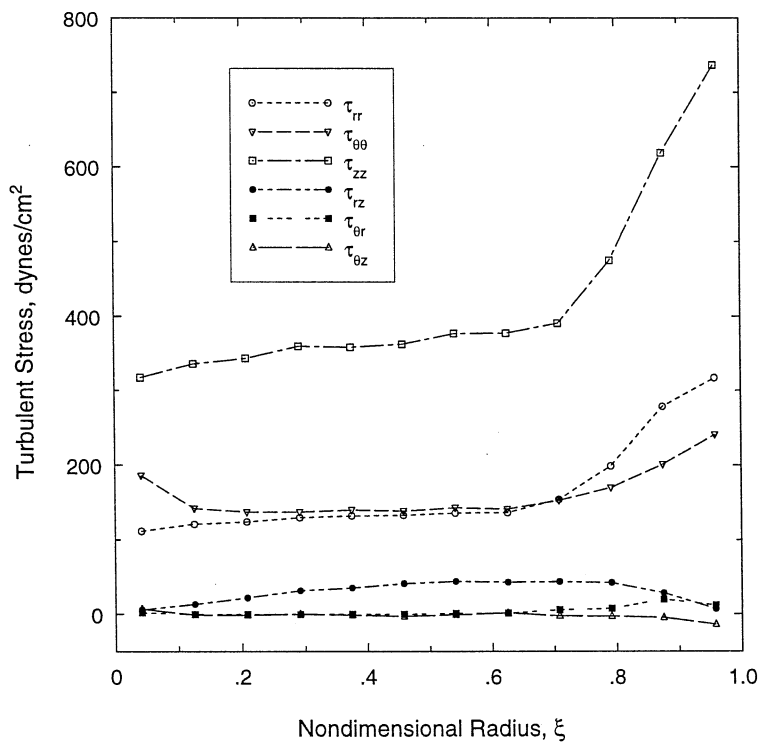 800
600
400
200
0
Turbulent Stress, dynes/cm²
τrr
τθθ
τzz
τrz
τθr
τθz
0 .2 .4 .6 .8 1.0
Nondimensional Radius, ξ